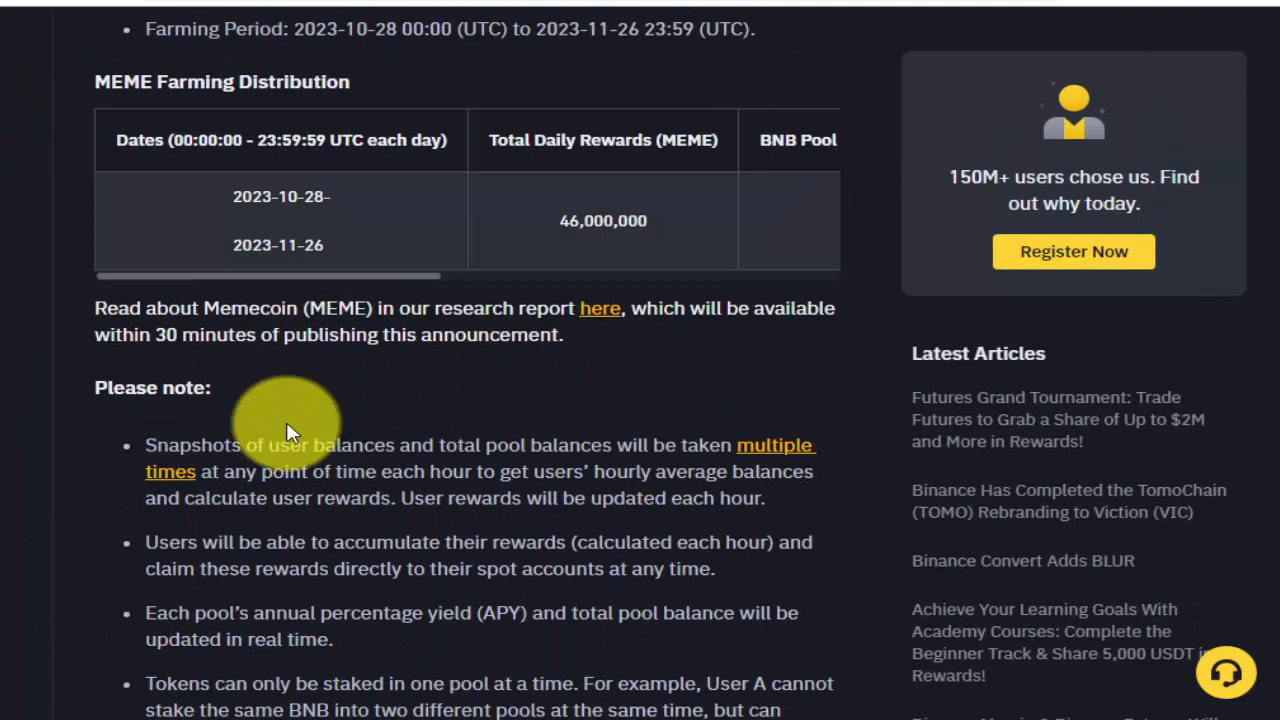 Farming Period: 2023-10-28 00:00 (UTC) to 2023-11-26 23:59 (UTC).
MEME Farming Distribution
Dates (00:00:00 - 23:59:59 UTC each day)
Total Daily Rewards (MEME)
BNB Pool
2023-10-28-
2023-11-26
46,000,000
Read about Memecoin (MEME) in our research report here, which will be available
within 30 minutes of publishing this announcement.
Please note:
Snapshots of user balances and total pool balances will be taken multiple
times at any point of time each hour to get users’ hourly average balances
and calculate user rewards. User rewards will be updated each hour.
Users will be able to accumulate their rewards (calculated each hour) and
claim these rewards directly to their spot accounts at any time.
Each pool’s annual percentage yield (APY) and total pool balance will be
updated in real time.
Tokens can only be staked in one pool at a time. For example, User A cannot
stake the same BNB into two different pools at the same time, but can
150M+ users chose us. Find
out why today.
Register Now
Latest Articles
Futures Grand Tournament: Trade
Futures to Grab a Share of Up to $2M
and More in Rewards!
Binance Has Completed the TomoChain
(TOMO) Rebranding to Viction (VIC)
Binance Convert Adds BLUR
Achieve Your Learning Goals With
Academy Courses: Complete the
Beginner Track & Share 5,000 USDT in
Rewards!